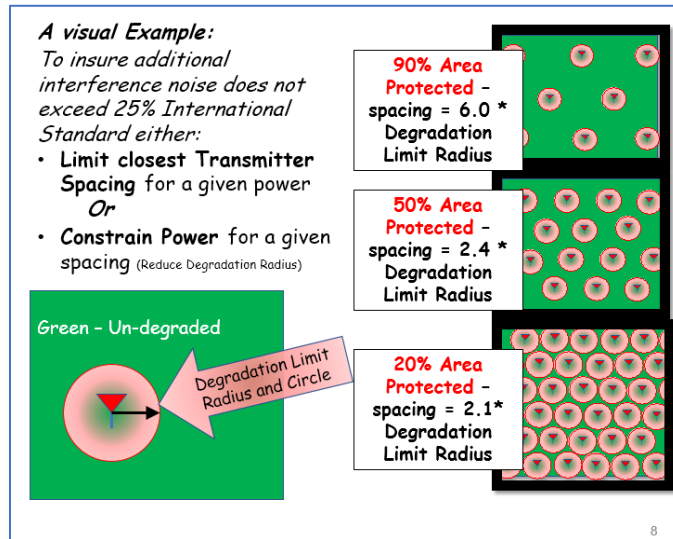 A visual Example:
To insure additional
interference noise does not
exceed 25% International
Standard either:
• Limit closest Transmitter
Spacing for a given power
Or
• Constrain Power for a given
spacing (Reduce Degradation Radius)
Green – Un-degraded
Degradation Limit
Radius and Circle
90% Area
Protected –
spacing = 6.0 *
Degradation
Limit Radius
50% Area
Protected –
spacing = 2.4 *
Degradation
Limit Radius
20% Area
Protected –
spacing = 2.1*
Degradation
Limit Radius
8